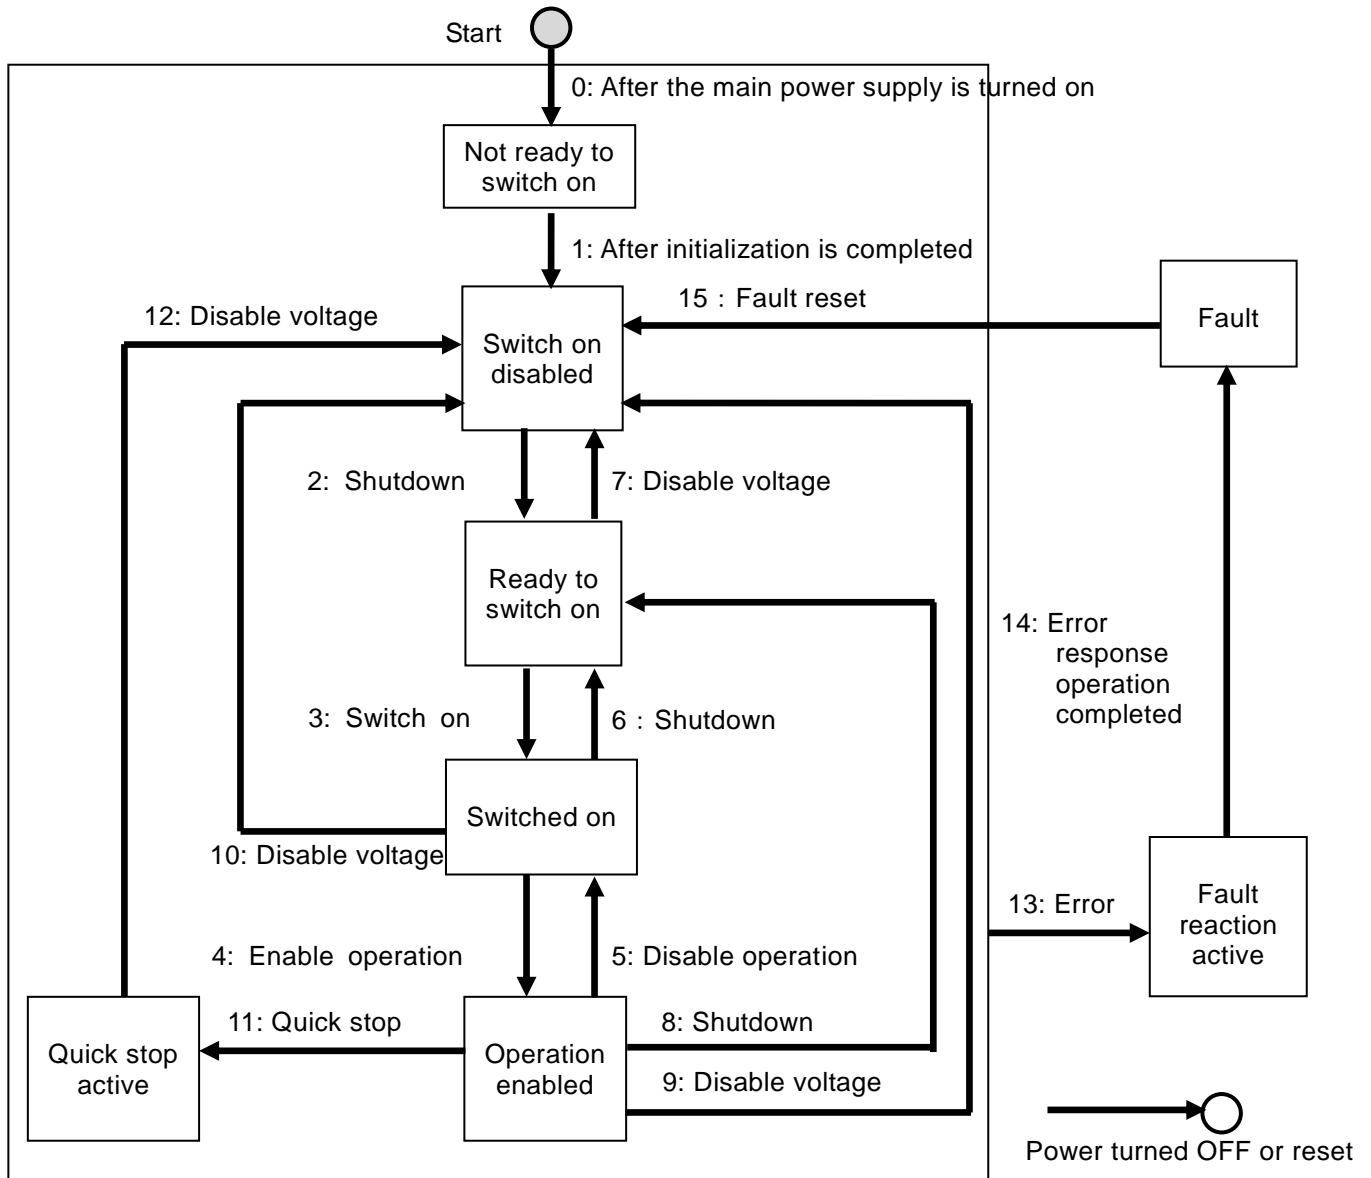 Start
0: After the main power supply is turned on
Not ready to
switch on
1: After initialization is completed
12: Disable voltage
15：Fault reset
Fault
Switch on
disabled
2: Shutdown
7: Disable voltage
Ready to
switch on
14: Error
response
operation
completed
3: Switch on
6：Shutdown
Switched on
10: Disable voltage
Fault
reaction
active
13: Error
4: Enable operation
5: Disable operation
11: Quick stop
8: Shutdown
Quick stop
active
Operation
enabled
9: Disable voltage
Power turned OFF or reset